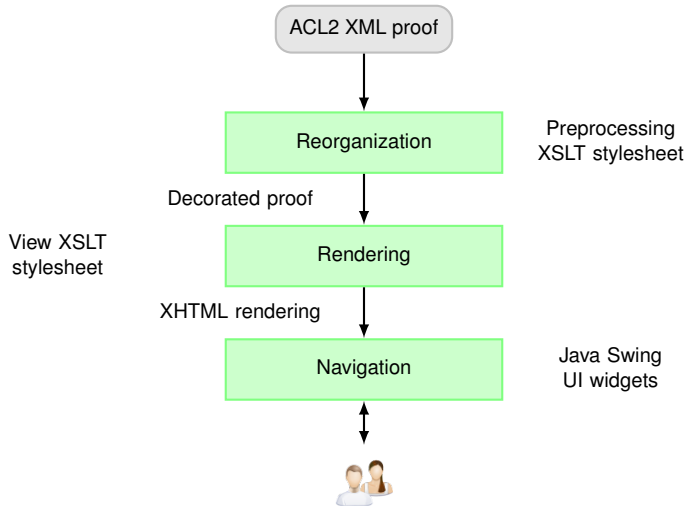 ACL2 XML proof
Reorganization
Preprocessing
XSLT stylesheet
Decorated proof
View XSLT
stylesheet
Rendering
XHTML rendering
Navigation
Java Swing
UI widgets